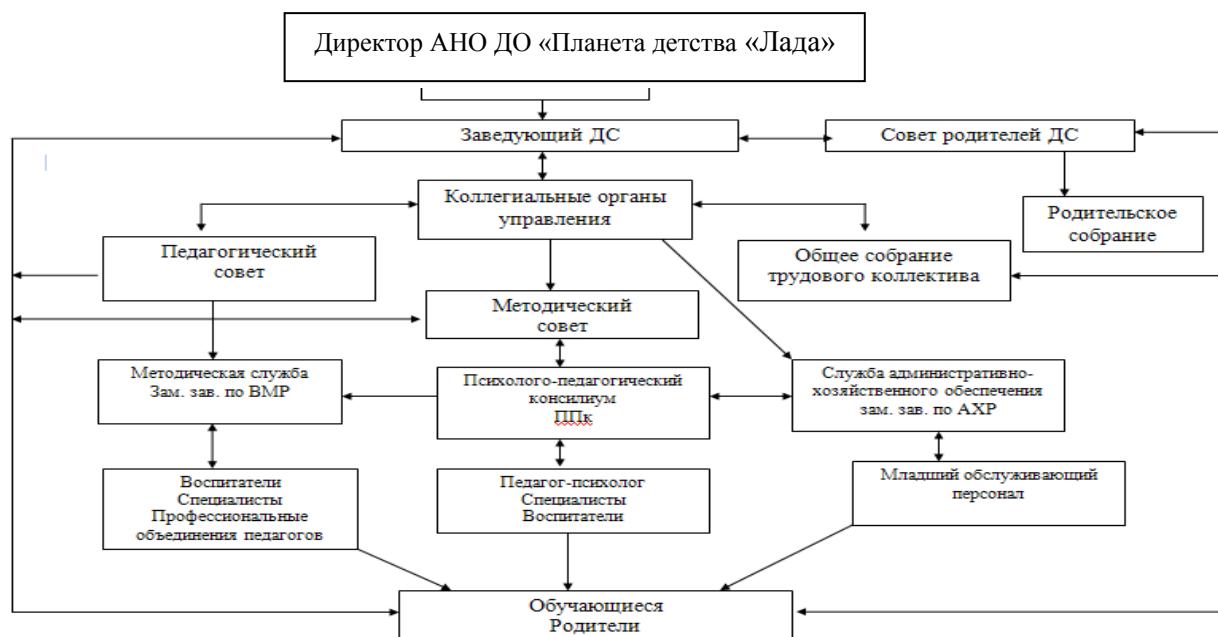 Директор АНО ДО «Планета детства «Лада»
Заведующий ДС
Совет родителей ДС
Коллегиальные органы
управления
Родительское
собрание
Педагогический
совет
Общее собрание
трудового коллектива
Методический
совет
Методическая служба
Зам. зав. по ВМР
Психолого-педагогический
консилиум
ППк
Служба административно-
хозяйственного обеспечения
зам. зав. по АХР
Воспитатели
Специалисты
Профессиональные
объединения педагогов
Педагог-психолог
Специалисты
Воспитатели
Младший обслуживающий
персонал
Обучающиеся
Родители